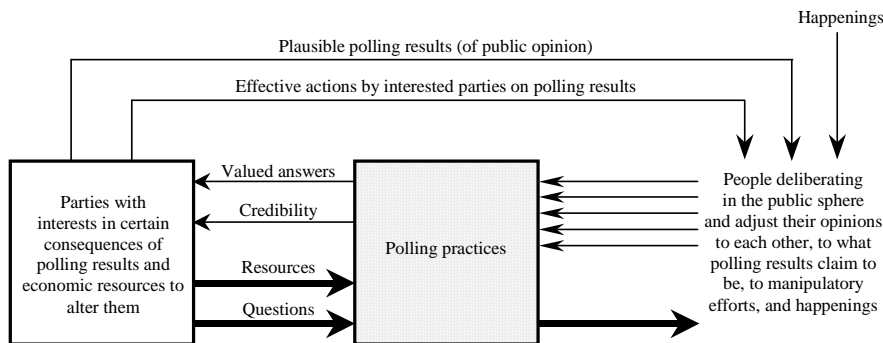 Happenings
Plausible polling results (of public opinion)
Effective actions by interested parties on polling results
Parties with
interests in certain
consequences of
polling results and
economic resources to
alter them
Valued answers
Credibility
Resources
Questions
Polling practices
People deliberating
in the public sphere
and adjust their opinions
to each other, to what
polling results claim to
be, to manipulatory
efforts, and happenings